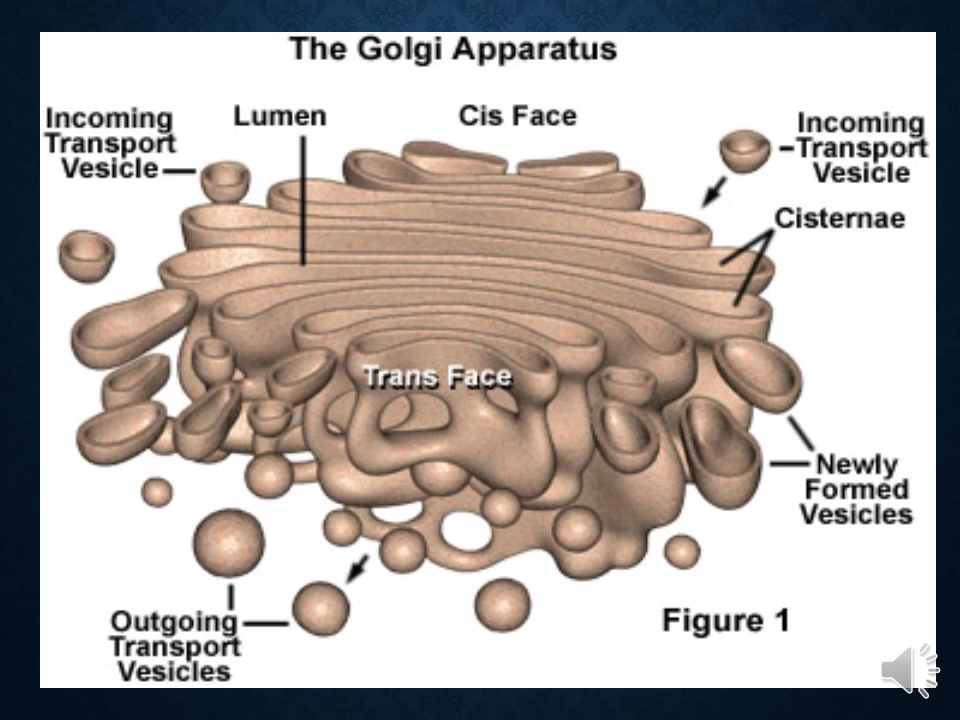 The Golgi Apparatus
Incoming
Transport
Vesicle
Lumen
Cis Face
Incoming
Transport
Vesicle
Cisternae
Trans Face
Newly
Formed
Vesicles
Outgoing
Transport
Vesicles
Figure 1